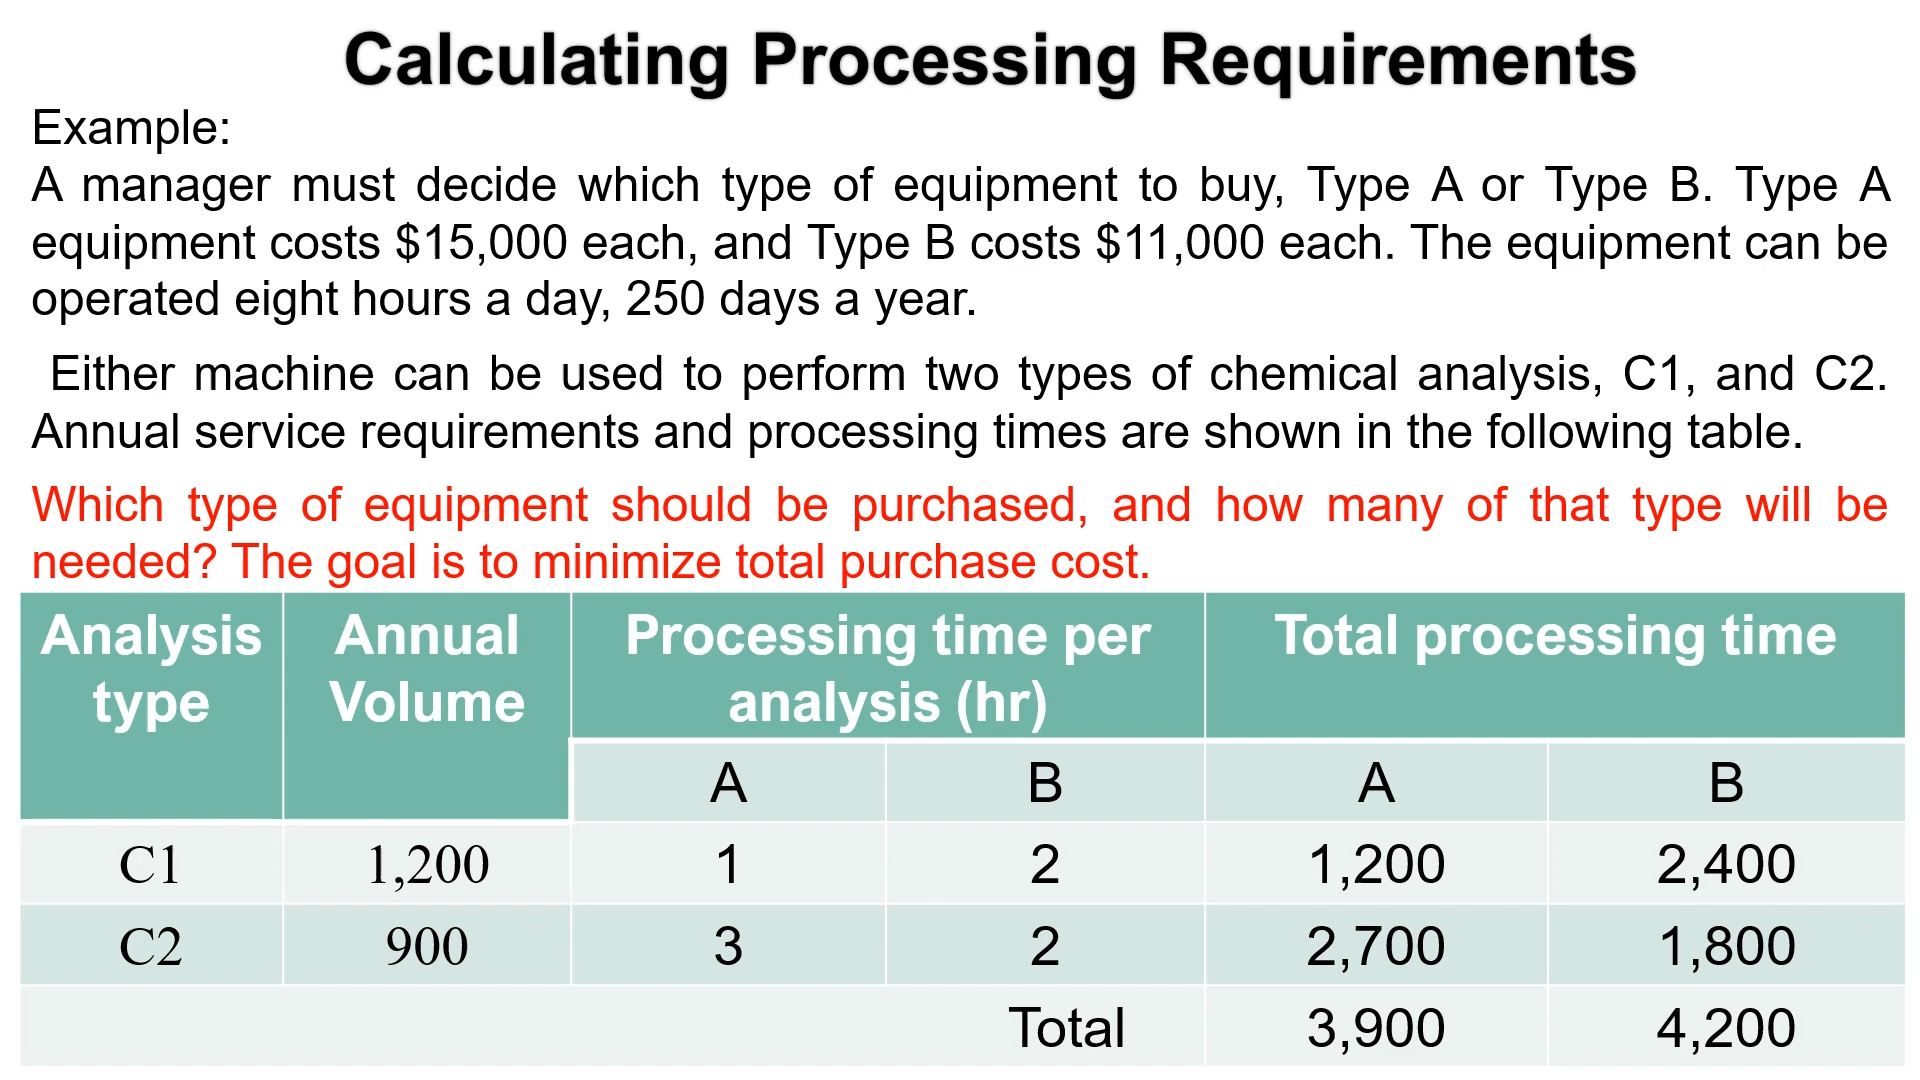 Calculating Processing Requirements
Example:
A manager must decide which type of equipment to buy, Type A or Type B. Type A
equipment costs $15,000 each, and Type B costs $11,000 each. The equipment can be
operated eight hours a day, 250 days a year.
Either machine can be used to perform two types of chemical analysis, C1, and C2.
Annual service requirements and processing times are shown in the following table.
Which type of equipment should be purchased, and how many of that type will be
needed? The goal is to minimize total purchase cost.
Analysis type Annual Volume Processing time per analysis (hr) Total processing time
A B A B
C1 1,200 1 2 1,200 2,400
C2 900 3 2 2,700 1,800
Total 3,900 4,200